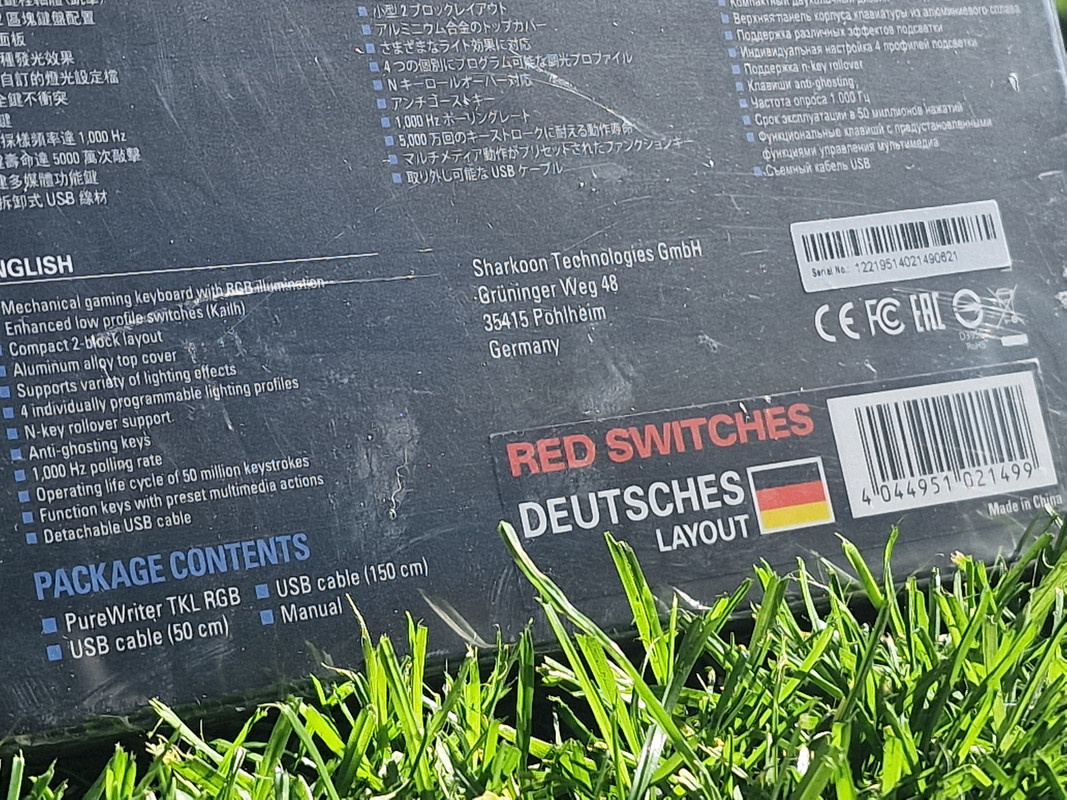 2 區塊鍵盤配置
面板
種發光效果
自訂的燈光設定檔
全鍵不衝突
鍵
採樣頻率達 1,000 Hz
壽命達 5000 萬次敲擊
多媒體功能鍵
拆卸式 USB 線材
小型 2 ブロックレイアウト
アルミニウム合金のトップカバー
さまざまなライト効果に対応
4 つの個別にプログラム可能な調光プロファイル
N キーロールオーバー対応
アンチゴーストキー
1,000 Hz ポーリングレート
5,000 万回のキーストロークに耐える動作寿命
マルチメディア動作がプリセットされたファンクションキー
取り外し可能な USB ケーブル
Верхняя панель корпуса клавиатуры из алюминиевого сплава
Поддержка различных эффектов подсветки
Индивидуальная настройка 4 профилей подсветки
Поддержка n-key rollover
Клавиши anti-ghosting
Частота опроса 1.000 Гц
Срок эксплуатации в 50 миллионов нажатий
Функциональные клавиши с предустановленными
функциями управления мультимедиа
Съемный кабель USB
NGLISH
Mechanical gaming keyboard with RGB illumination
Enhanced low profile switches (Kailh)
Compact 2-block layout
Aluminum alloy top cover
Supports variety of lighting effects
4 individually programmable lighting profiles
N-key rollover support
Anti-ghosting keys
1,000 Hz polling rate
Operating life cycle of 50 million keystrokes
Function keys with preset multimedia actions
Detachable USB cable
PACKAGE CONTENTS
PureWriter TKL RGB
USB cable (50 cm)
USB cable (150 cm)
Manual
Sharkoon Technologies GmbH
Grüninger Weg 48
35415 Pohlheim
Germany
Serial No.: 1221951402149062​1
CE FC EAC
RoHS
RED SWITCHES
DEUTSCHES
LAYOUT
4 044951 021499
Made in China